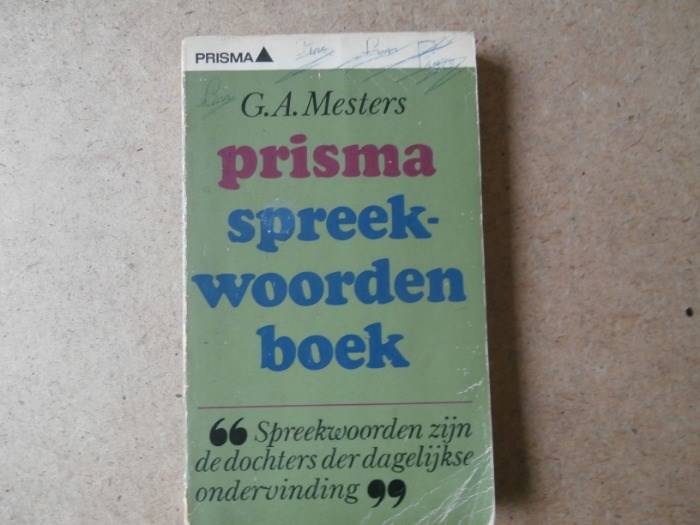 PRISMA
G.A. Mesters
prisma
spreek-
woorden
boek
“Spreekwoorden zijn
de dochters der dagelijkse
ondervinding”